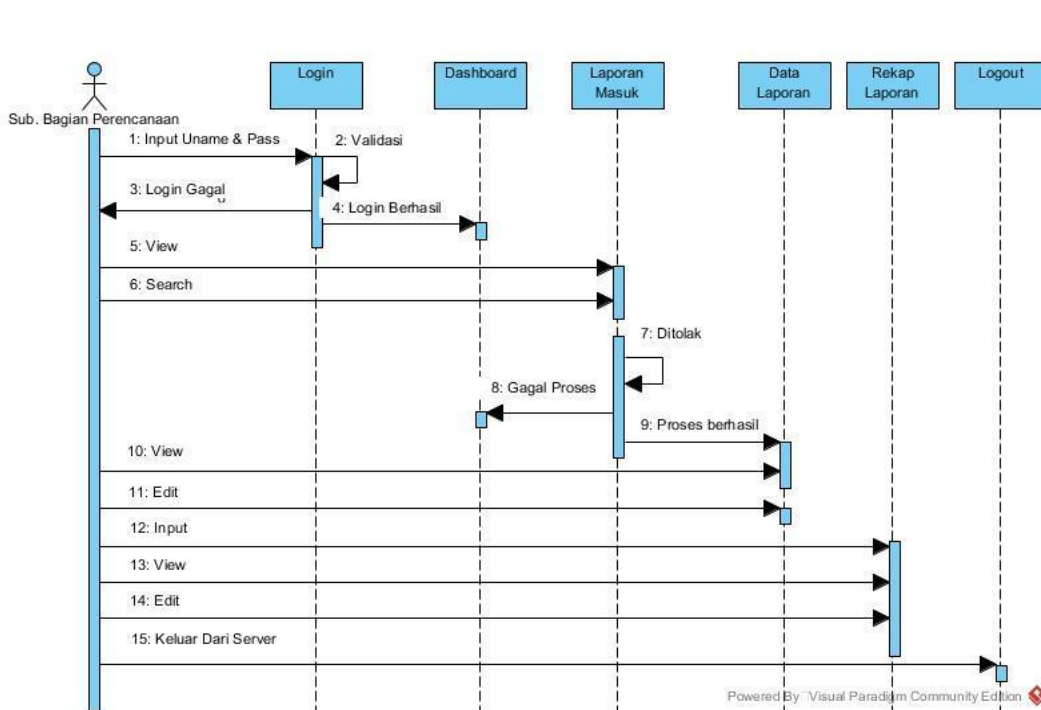 Login
Dashboard
Laporan
Masuk
Data
Laporan
Rekap
Laporan
Logout
Sub. Bagian Perencanaan
1: Input Uname & Pass
2: Validasi
3: Login Gagal
4: Login Berhasil
5: View
6: Search
7: Ditolak
8: Gagal Proses
9: Proses berhasil
10: View
11: Edit
12: Input
13: View
14: Edit
15: Keluar Dari Server
Powered By Visual Paradigm Community Edition